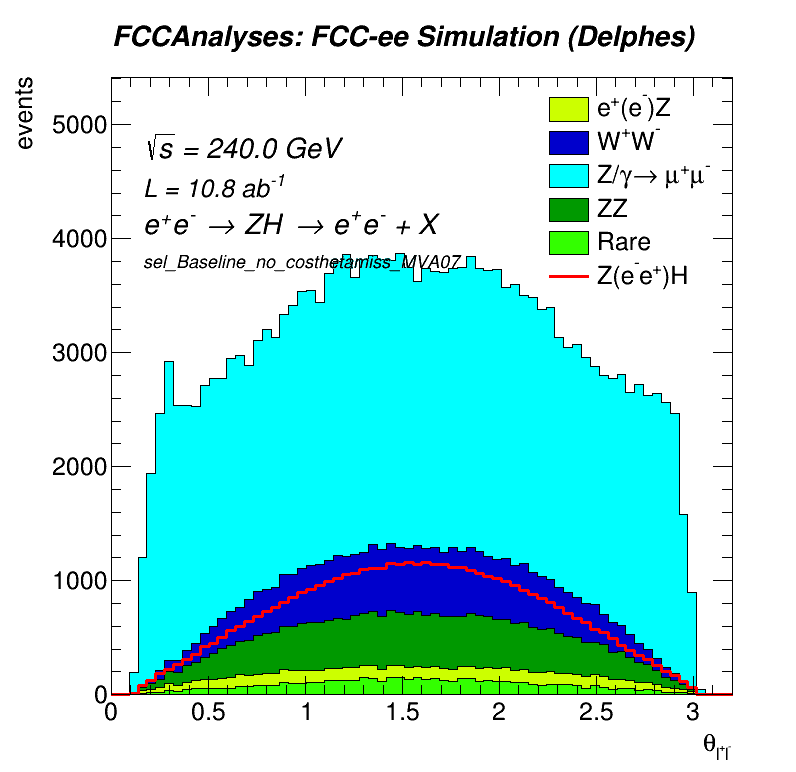 FCCAnalyses: FCC-ee Simulation (Delphes)
events
5000
4000
3000
2000
1000
0
√s = 240.0 GeV
L = 10.8 ab⁻¹
e⁺e⁻ → ZH → e⁺e⁻ + X
sel_Baseline_no_costhetamiss_MVA07
e⁺(e⁻)Z
W⁺W⁻
Z/γ→ μ⁺μ⁻
ZZ
Rare
Z(e⁻e⁺)H
0 0.5 1 1.5 2 2.5 3
θ_l⁺l⁻